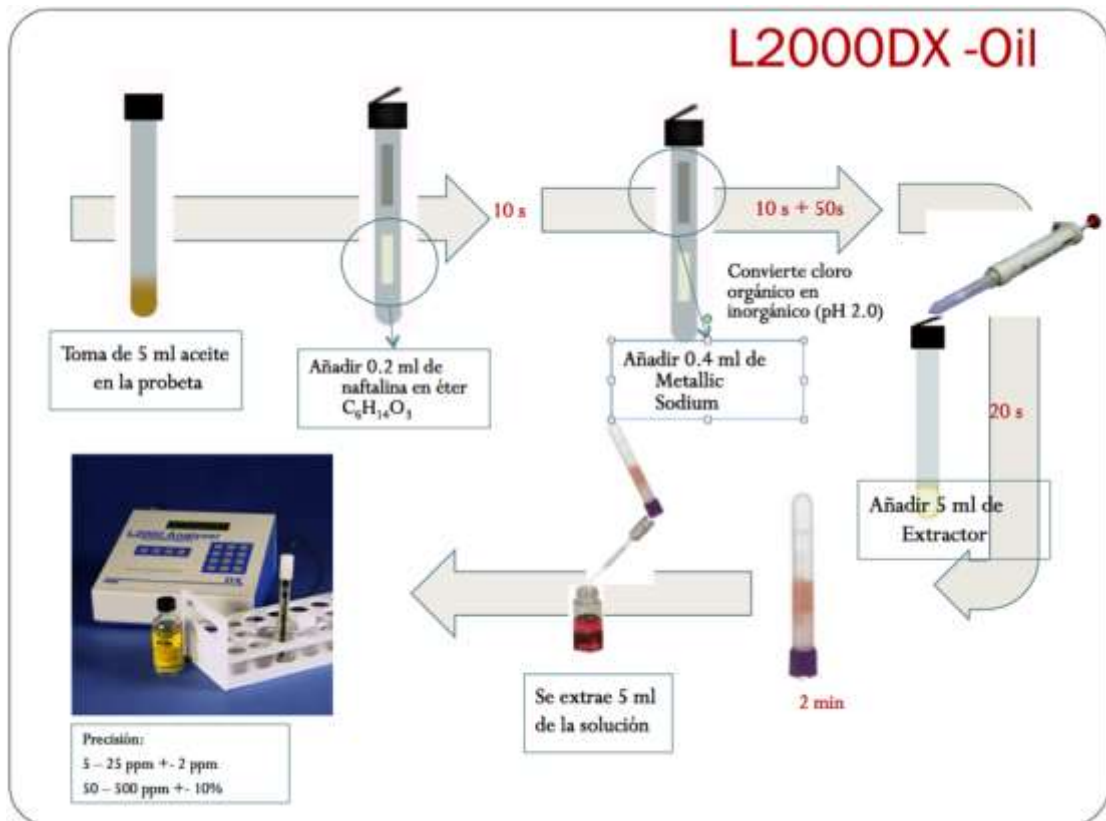 L2000DX -Oil
10 s
10 s + 50s
Convierte cloro
orgánico en
inorgánico (pH 2.0)
Toma de 5 ml aceite
en la probeta
Añadir 0.2 ml de
naftalina en éter
C₆H₁₄O₃
Añadir 0.4 ml de
Metallic
Sodium
20 s
Añadir 5 ml de
Extractor
2 min
Se extrae 5 ml
de la solución
L2000 Analyzer
DX
Precisión:
5 – 25 ppm +- 2 ppm
50 – 500 ppm +- 10%